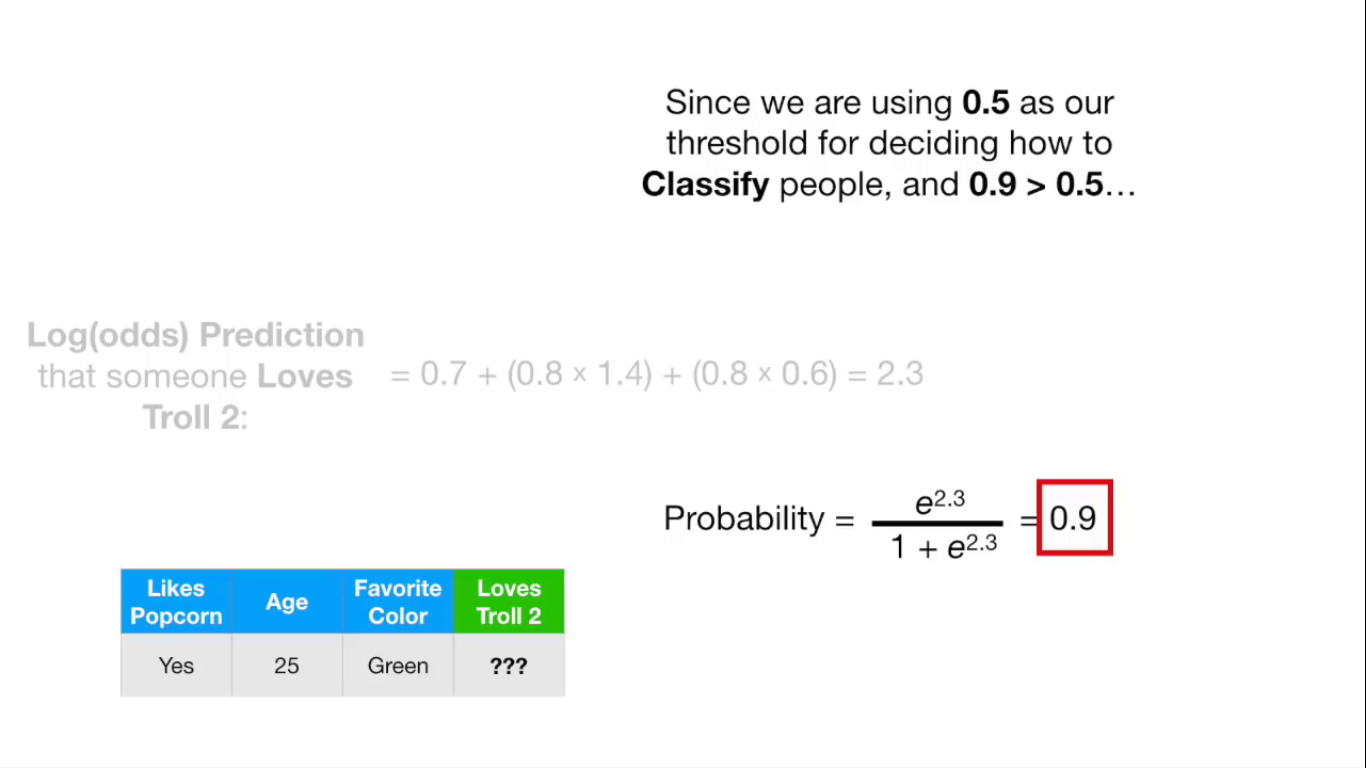 Since we are using 0.5 as our
threshold for deciding how to
Classify people, and 0.9 > 0.5…
Log(odds) Prediction
that someone Loves
Troll 2:
= 0.7 + (0.8 × 1.4) + (0.8 × 0.6) = 2.3
Probability = e^2.3 / 1 + e^2.3 = 0.9
Likes Popcorn Age Favorite Color Loves Troll 2
Yes 25 Green ???